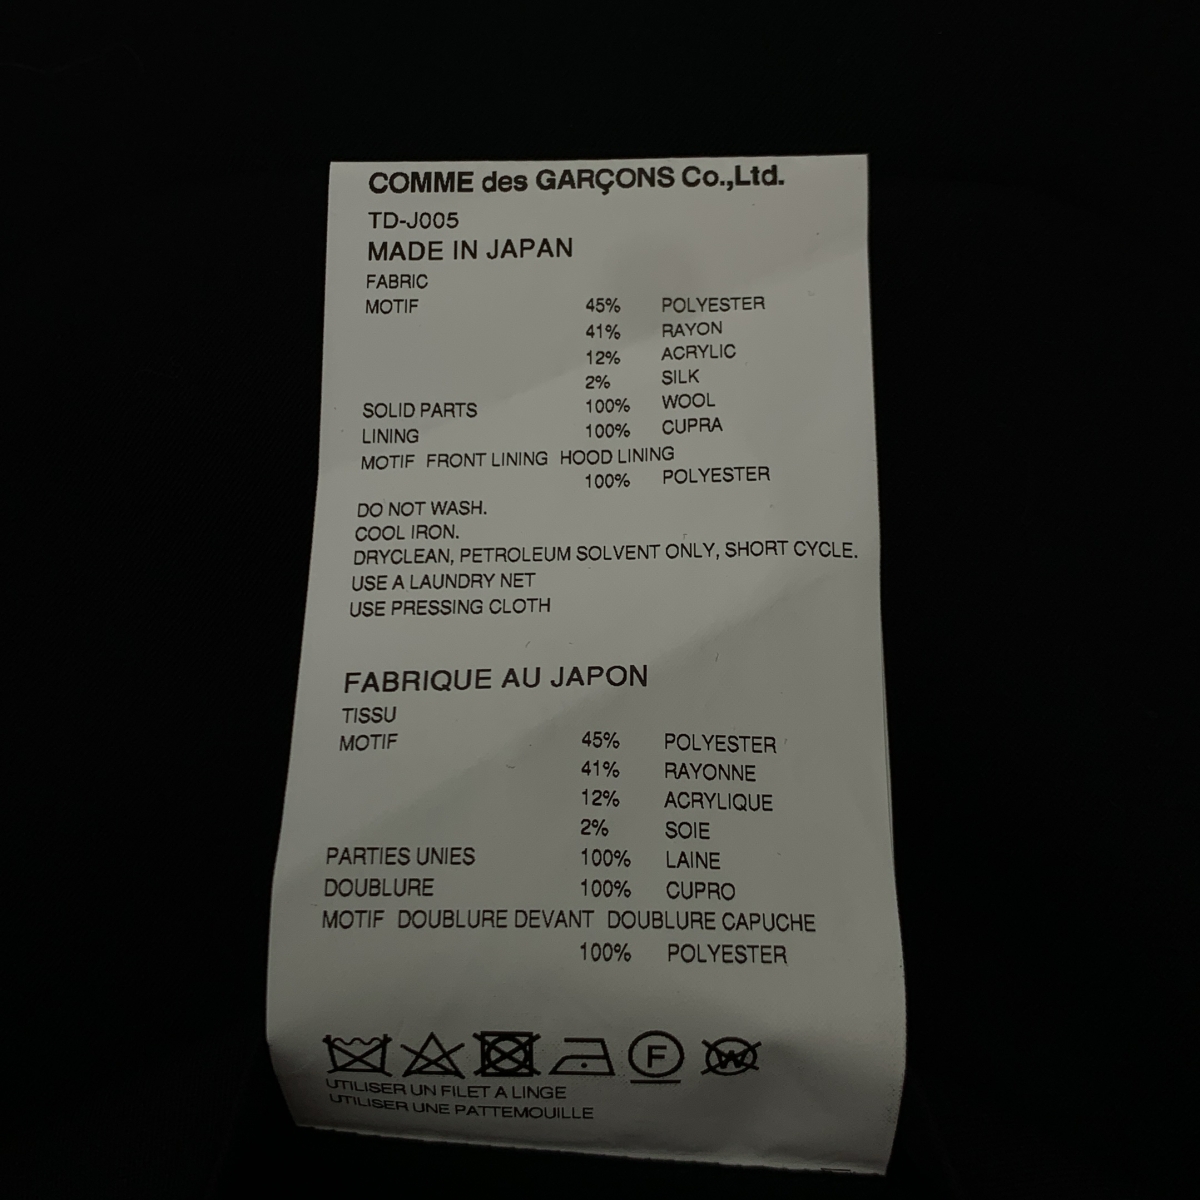 COMME des GARÇONS Co.,Ltd.
TD-J005
MADE IN JAPAN
FABRIC
MOTIF 45% POLYESTER
41% RAYON
12% ACRYLIC
2% SILK
SOLID PARTS 100% WOOL
LINING 100% CUPRA
MOTIF FRONT LINING HOOD LINING
100% POLYESTER
DO NOT WASH.
COOL IRON.
DRYCLEAN, PETROLEUM SOLVENT ONLY, SHORT CYCLE.
USE A LAUNDRY NET
USE PRESSING CLOTH
FABRIQUE AU JAPON
TISSU
MOTIF 45% POLYESTER
41% RAYONNE
12% ACRYLIQUE
2% SOIE
PARTIES UNIES 100% LAINE
DOUBLURE 100% CUPRO
MOTIF DOUBLURE DEVANT DOUBLURE CAPUCHE
100% POLYESTER
F W
UTILISER UN FILET A LINGE
UTILISER UNE PATTEMOUILLE